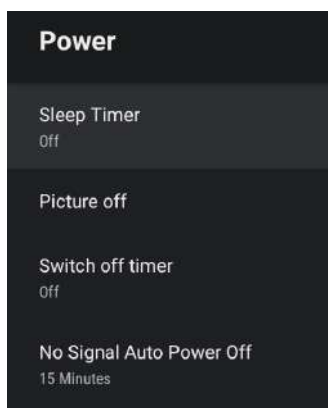 Power
Sleep Timer
Off
Picture off
Switch off timer
Off
No Signal Auto Power Off
15 Minutes